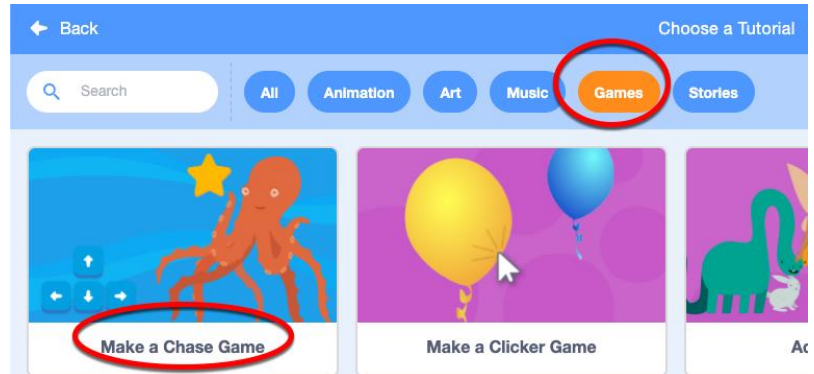 Back
Choose a Tutorial
Search
All
Animation
Art
Music
Games
Stories
Make a Chase Game
Make a Clicker Game